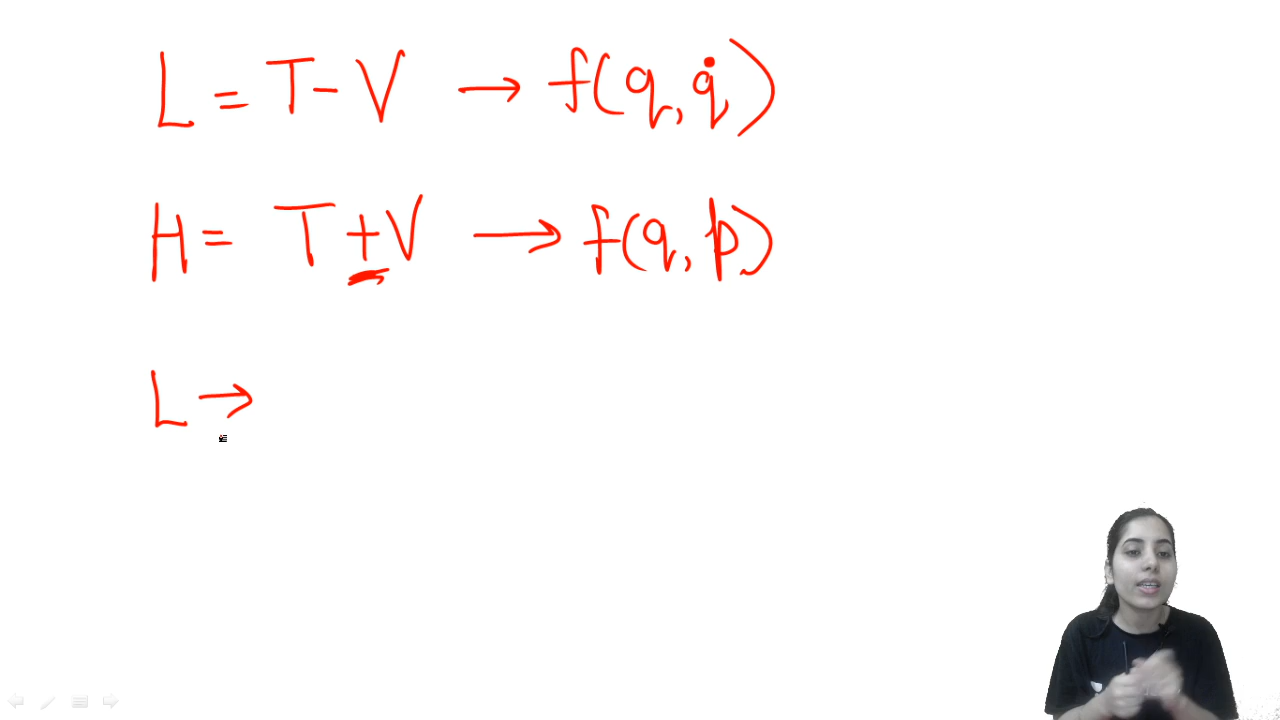 L = T - V → f(q, q̇)
H = T + V → f(q, p)
L →